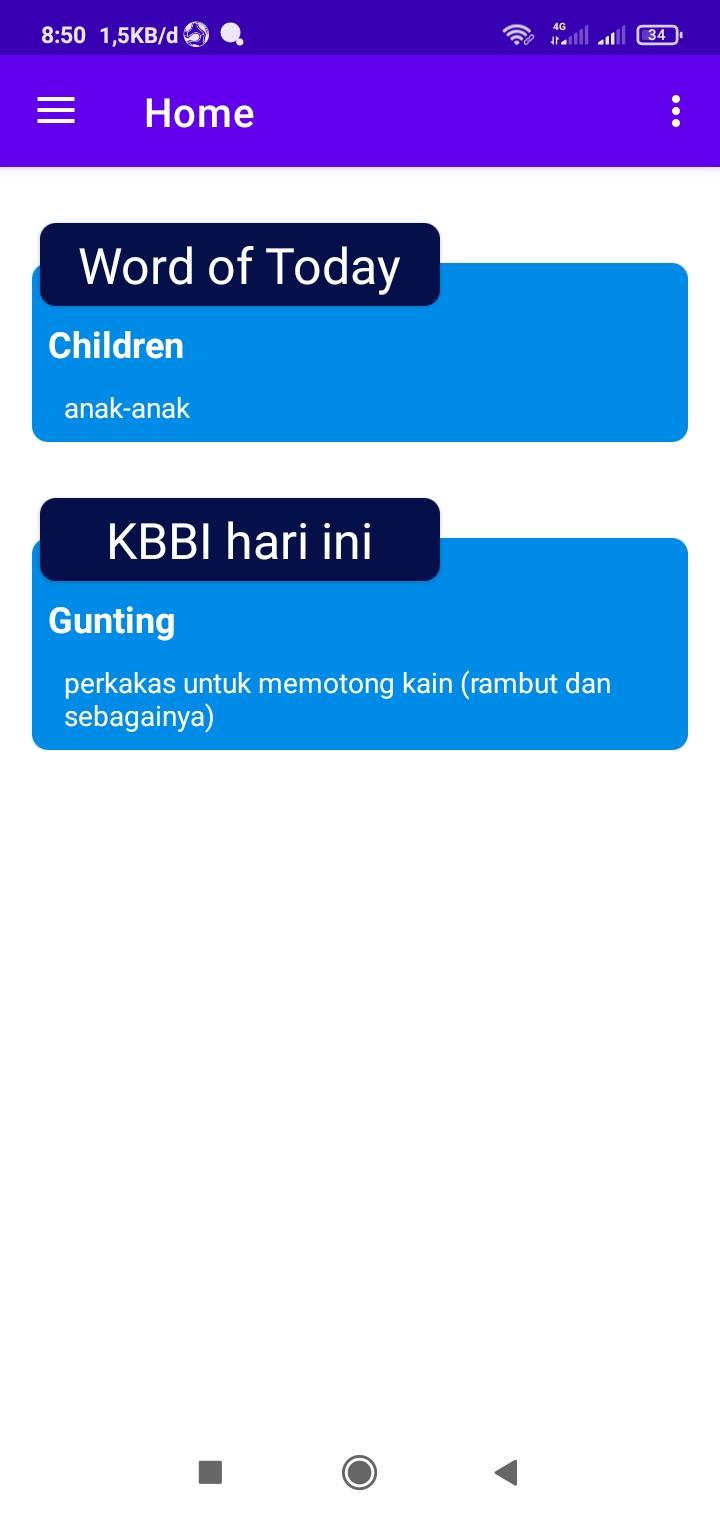 8:50 1,5KB/d 4G 34
Home
Word of Today
Children
anak-anak
KBBI hari ini
Gunting
perkakas untuk memotong kain (rambut dan
sebagainya)